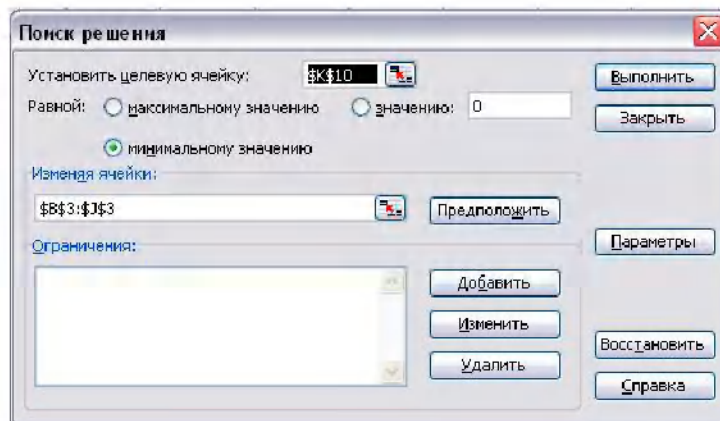 Поиск решения
Установить целевую ячейку: $K$10 Выполнить
Равной: максимальному значению значению: 0 Закрыть
минимальному значению
Изменяя ячейки:
$B$3:$J$3 Предположить
Параметры
Ограничения:
Добавить
Изменить
Восстановить
Удалить
Справка